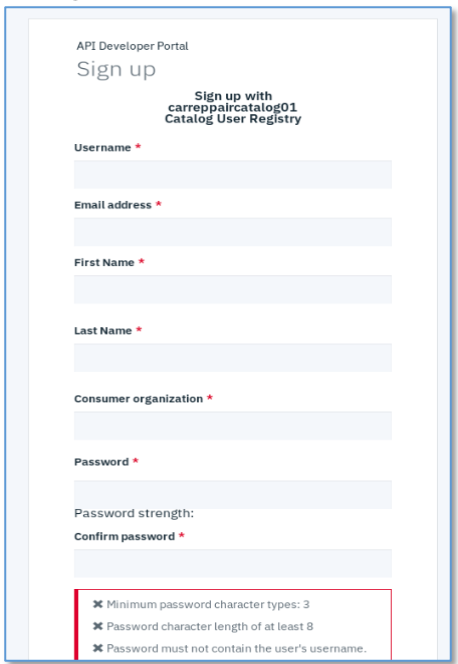 API Developer Portal
Sign up
Sign up with
carreppaircatalog01
Catalog User Registry
Username *
Email address *
First Name *
Last Name *
Consumer organization *
Password *
Password strength:
Confirm password *
✖ Minimum password character types: 3
✖ Password character length of at least 8
✖ Password must not contain the user's username.